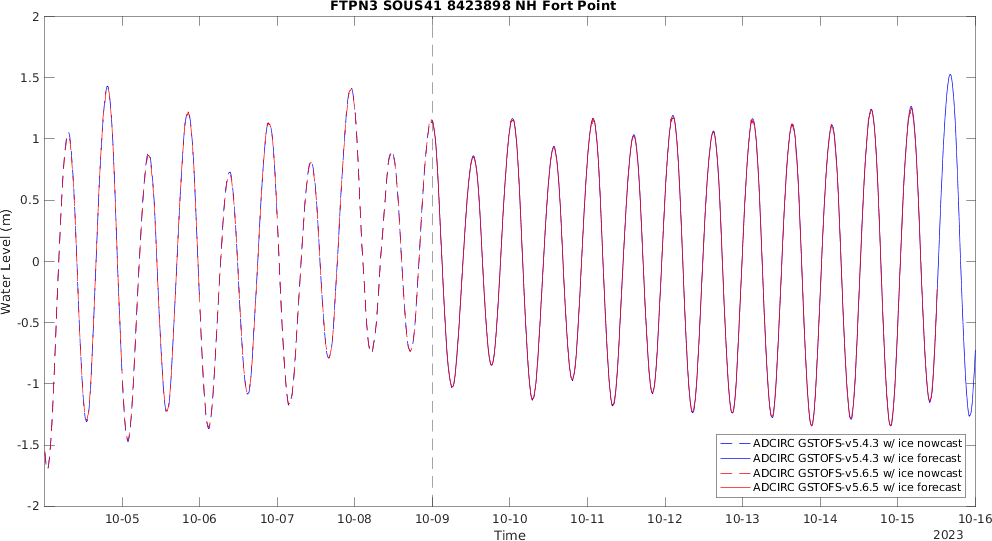 FTPN3 SOUS41 8423898 NH Fort Point
2
1.5
1
0.5
0
-0.5
-1
-1.5
-2
Water Level (m)
ADCIRC GSTOFS-v5.4.3 w/ ice nowcast
ADCIRC GSTOFS-v5.4.3 w/ ice forecast
ADCIRC GSTOFS-v5.6.5 w/ ice nowcast
ADCIRC GSTOFS-v5.6.5 w/ ice forecast
10-05 10-06 10-07 10-08 10-09 10-10 10-11 10-12 10-13 10-14 10-15 10-16
Time
2023